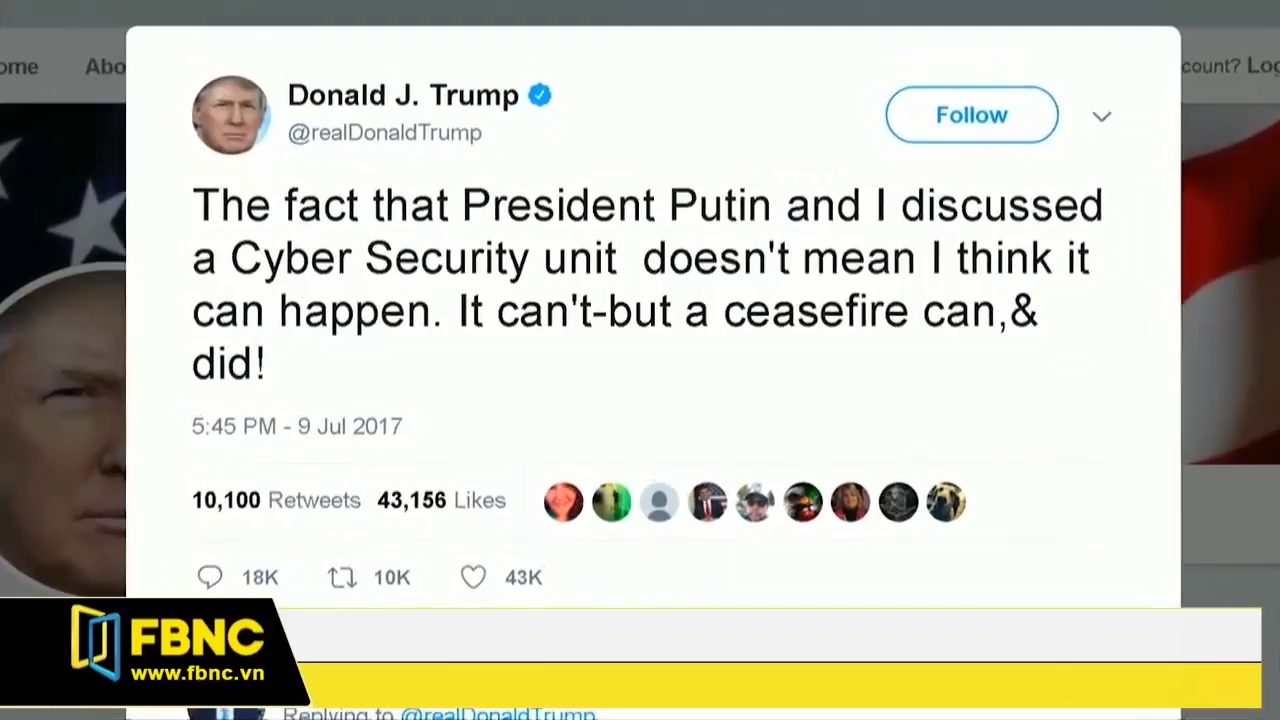 ome
Abo
count? Log
Donald J. Trump
@realDonaldTrump
Follow
The fact that President Putin and I discussed
a Cyber Security unit doesn't mean I think it
can happen. It can't-but a ceasefire can,&
did!
5:45 PM - 9 Jul 2017
10,100 Retweets 43,156 Likes
18K 10K 43K
FBNC
www.fbnc.vn
Replying to @realDonaldTrump